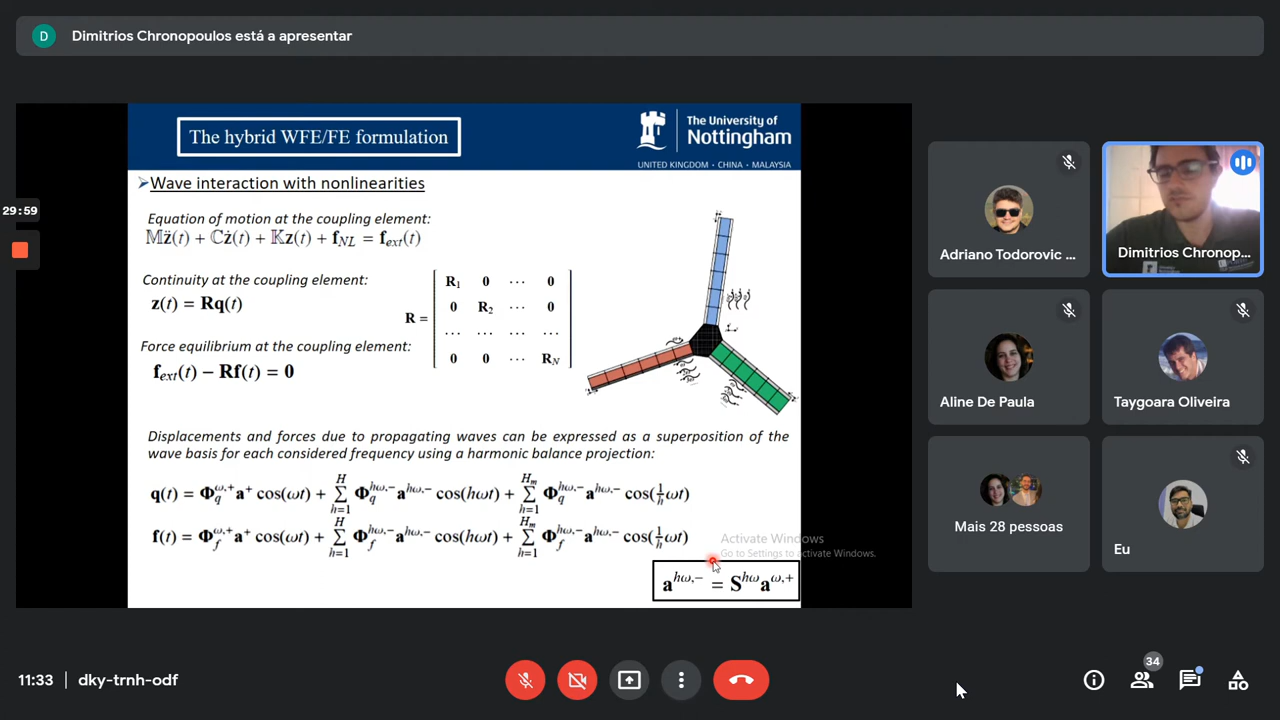 D Dimitrios Chronopoulos está a apresentar
The hybrid WFE/FE formulation
The University of
Nottingham
UNITED KINGDOM • CHINA • MALAYSIA
➢Wave interaction with nonlinearities
29:59
Equation of motion at the coupling element:
𝕄z̈(t) + ℂż(t) + 𝕂z(t) + f_NL = f_ext(t)
Continuity at the coupling element:
z(t) = Rq(t)
R = [ R₁ 0 ⋯ 0
0 R₂ ⋯ 0
⋯ ⋯ ⋯ ⋯
0 0 ⋯ R_N ]
Force equilibrium at the coupling element:
f_ext(t) − Rf(t) = 0
Displacements and forces due to propagating waves can be expressed as a superposition of the
wave basis for each considered frequency using a harmonic balance projection:
q(t) = Φ_q^{ω,+} a⁺ cos(ωt) + Σ_{h=1}^{H} Φ_q^{hω,−} a^{hω,−} cos(hωt) + Σ_{h=1}^{H_m} Φ_q^{hω,−} a^{hω,−} cos(1/h ωt)
f(t) = Φ_f^{ω,+} a⁺ cos(ωt) + Σ_{h=1}^{H} Φ_f^{hω,−} a^{hω,−} cos(hωt) + Σ_{h=1}^{H_m} Φ_f^{hω,−} a^{hω,−} cos(1/h ωt)
Activate Windows
Go to Settings to activate Windows.
a^{hω,−} = S^{hω} a^{ω,+}
Adriano Todorovic ...
Dimitrios Chronop...
Aline De Paula
Taygoara Oliveira
Mais 28 pessoas
Eu
11:33 | dky-trnh-odf
34